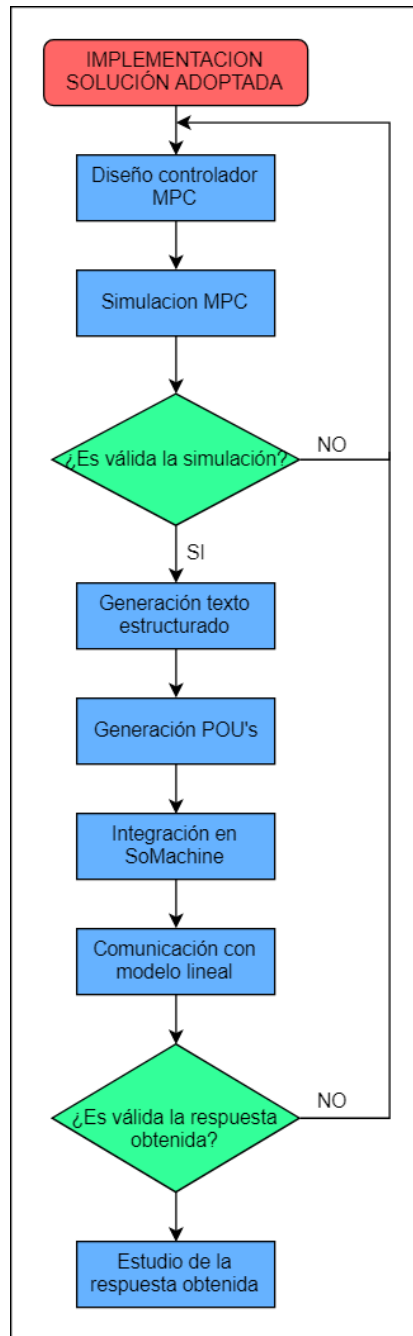 IMPLEMENTACION
SOLUCIÓN ADOPTADA
Diseño controlador
MPC
Simulacion MPC
¿Es válida la simulación?
NO
SI
Generación texto
estructurado
Generación POU's
Integración en
SoMachine
Comunicación con
modelo lineal
¿Es válida la respuesta
obtenida?
NO
Estudio de la
respuesta obtenida